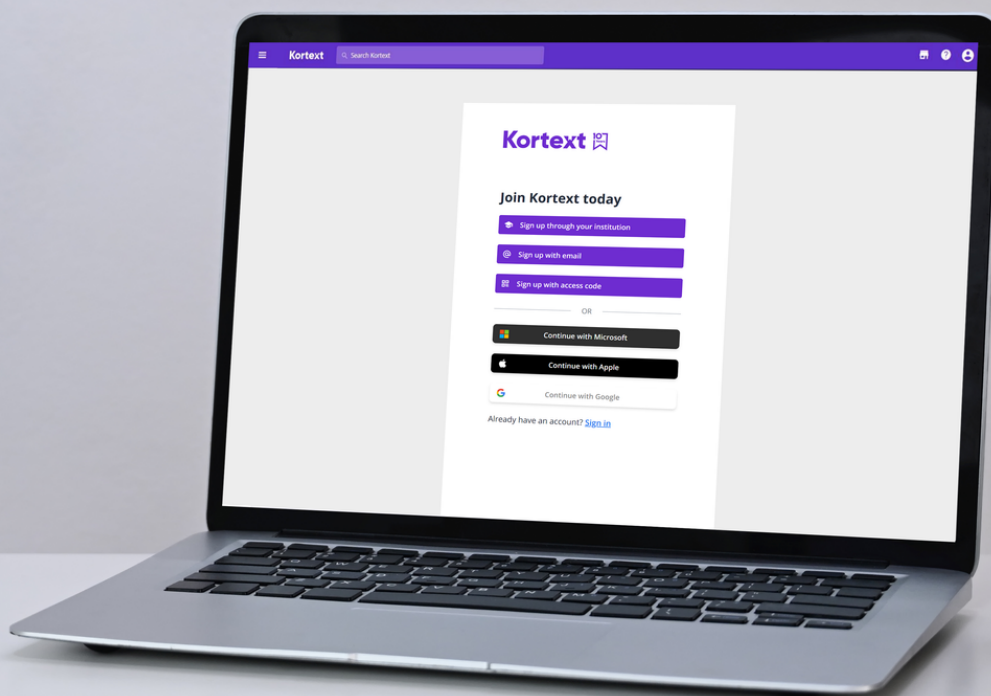 Kortext
Search Kortext
Kortext
Join Kortext today
Sign up through your institution
@ Sign up with email
Sign up with access code
OR
Continue with Microsoft
Continue with Apple
G Continue with Google
Already have an account? Sign in